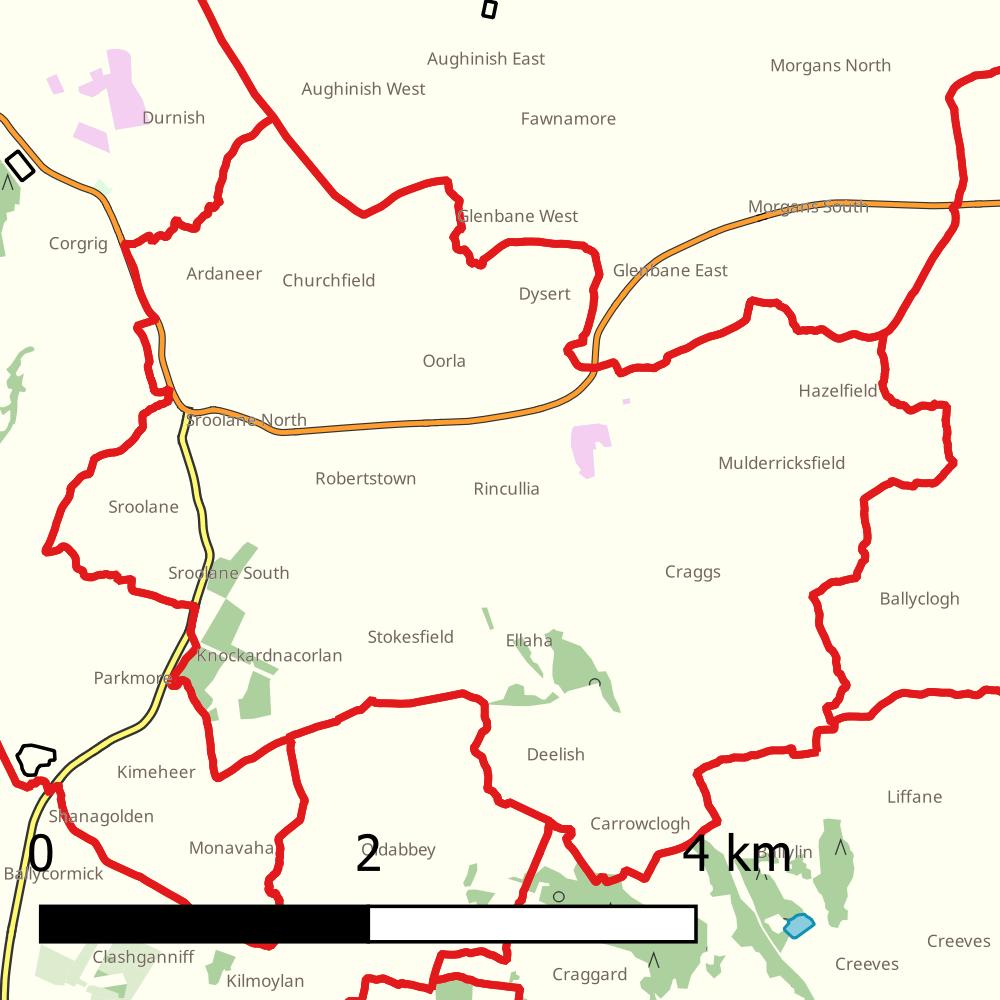 Aughinish East
Morgans North
Aughinish West
Durnish
Fawnamore
Morgans South
Glenbane West
Corgrig
Glenbane East
Ardaneer
Churchfield
Dysert
Oorla
Hazelfield
Sroolane North
Mulderricksfield
Robertstown
Rincullia
Sroolane
Craggs
Sroolane South
Ballyclogh
Stokesfield
Ellaha
Knockardnacorlan
Parkmore
Deelish
Kimeheer
Liffane
Shanagolden
Carrowclogh
Monavaha
Oldabbey
Ballylin
0 2 4 km
Ballycormick
Creeves
Clashganniff
Creeves
Craggard
Kilmoylan